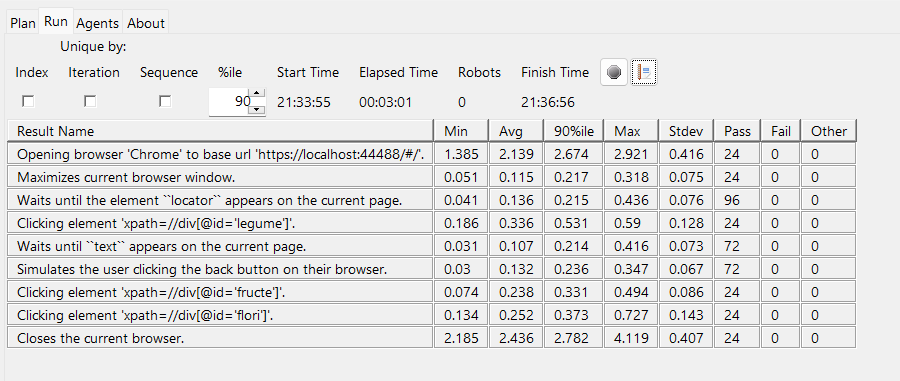 Plan Run Agents About
Unique by:
Index Iteration Sequence %ile Start Time Elapsed Time Robots Finish Time
90 21:33:55 00:03:01 0 21:36:56
Result Name Min Avg 90%ile Max Stdev Pass Fail Other
Opening browser 'Chrome' to base url 'https://localhost:44488/#/'. 1.385 2.139 2.674 2.921 0.416 24 0 0
Maximizes current browser window. 0.051 0.115 0.217 0.318 0.075 24 0 0
Waits until the element ``locator`` appears on the current page. 0.041 0.136 0.215 0.436 0.076 96 0 0
Clicking element 'xpath=//div[@id='legume']'. 0.186 0.336 0.531 0.59 0.128 24 0 0
Waits until ``text`` appears on the current page. 0.031 0.107 0.214 0.416 0.073 72 0 0
Simulates the user clicking the back button on their browser. 0.03 0.132 0.236 0.347 0.067 72 0 0
Clicking element 'xpath=//div[@id='fructe']'. 0.074 0.238 0.331 0.494 0.086 24 0 0
Clicking element 'xpath=//div[@id='flori']'. 0.134 0.252 0.373 0.727 0.143 24 0 0
Closes the current browser. 2.185 2.436 2.782 4.119 0.407 24 0 0